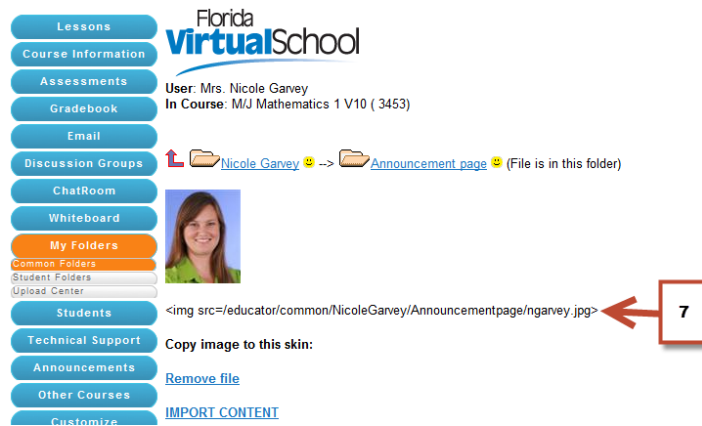 Lessons
Course Information
Assessments
Gradebook
Email
Discussion Groups
ChatRoom
Whiteboard
My Folders
Common Folders
Student Folders
Upload Center
Students
Technical Support
Announcements
Other Courses
Customize
Florida
VirtualSchool
User: Mrs. Nicole Garvey
In Course: M/J Mathematics 1 V10 ( 3453)
Nicole Garvey --> Announcement page (File is in this folder)
<img src=/educator/common/NicoleGarvey/Announcementpage/ngarvey.jpg>
7
Copy image to this skin:
Remove file
IMPORT CONTENT